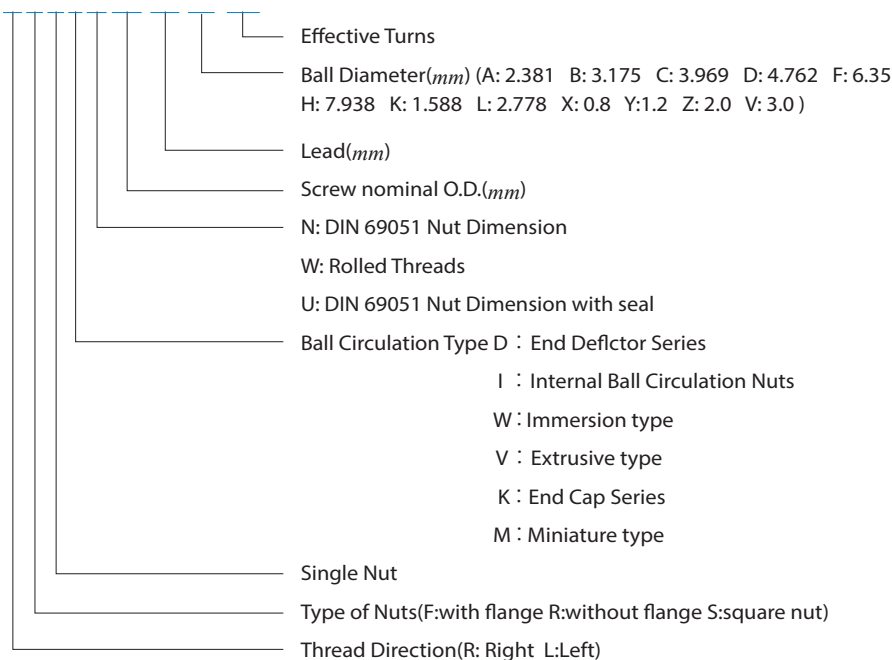 Effective Turns
Ball Diameter(mm) (A: 2.381 B: 3.175 C: 3.969 D: 4.762 F: 6.35
H: 7.938 K: 1.588 L: 2.778 X: 0.8 Y:1.2 Z: 2.0 V: 3.0 )
Lead(mm)
Screw nominal O.D.(mm)
N: DIN 69051 Nut Dimension
W: Rolled Threads
U: DIN 69051 Nut Dimension with seal
Ball Circulation Type D：End Deflctor Series
I ：Internal Ball Circulation Nuts
W：Immersion type
V ：Extrusive type
K：End Cap Series
M：Miniature type
Single Nut
Type of Nuts(F:with flange R:without flange S:square nut)
Thread Direction(R: Right L:Left)